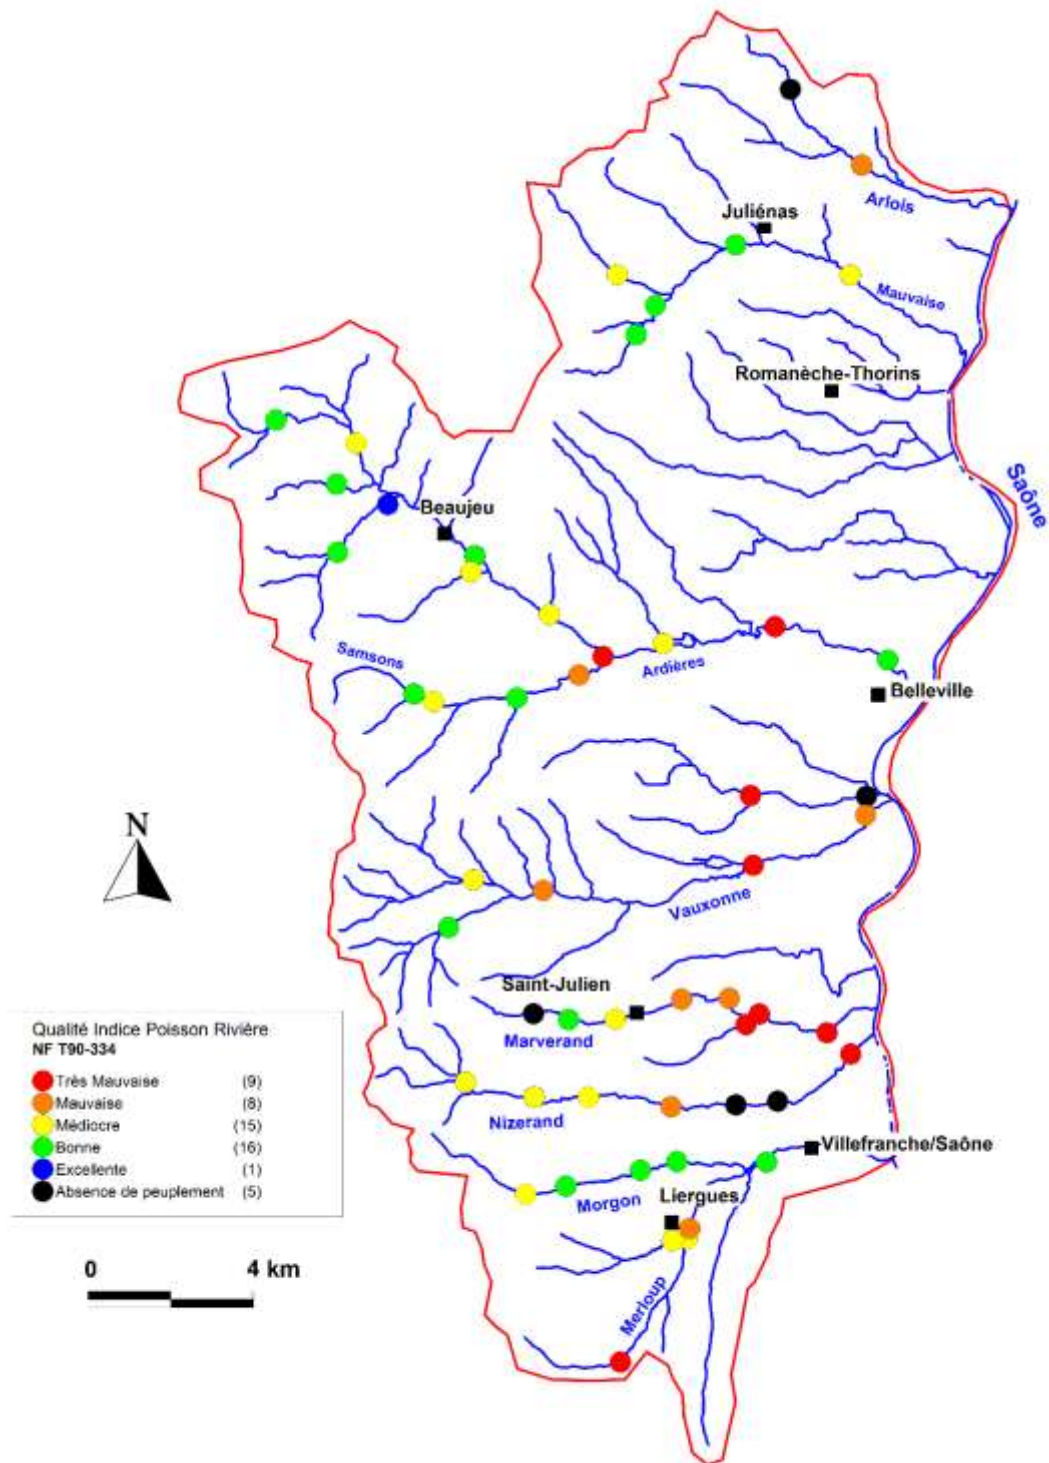 Arlois
Juliénas
Mauvaise
Romanèche-Thorins
Saône
Beaujeu
Samsons
Ardières
Belleville
N
Vauxonne
Saint-Julien
Marverand
Qualité Indice Poisson Rivière
NF T90-334
Très Mauvaise (9)
Mauvaise (8)
Médiocre (15)
Bonne (16)
Excellente (1)
Absence de peuplement (5)
Nizerand
Villefranche/Saône
Morgon
Liergues
Merloup
0 4 km